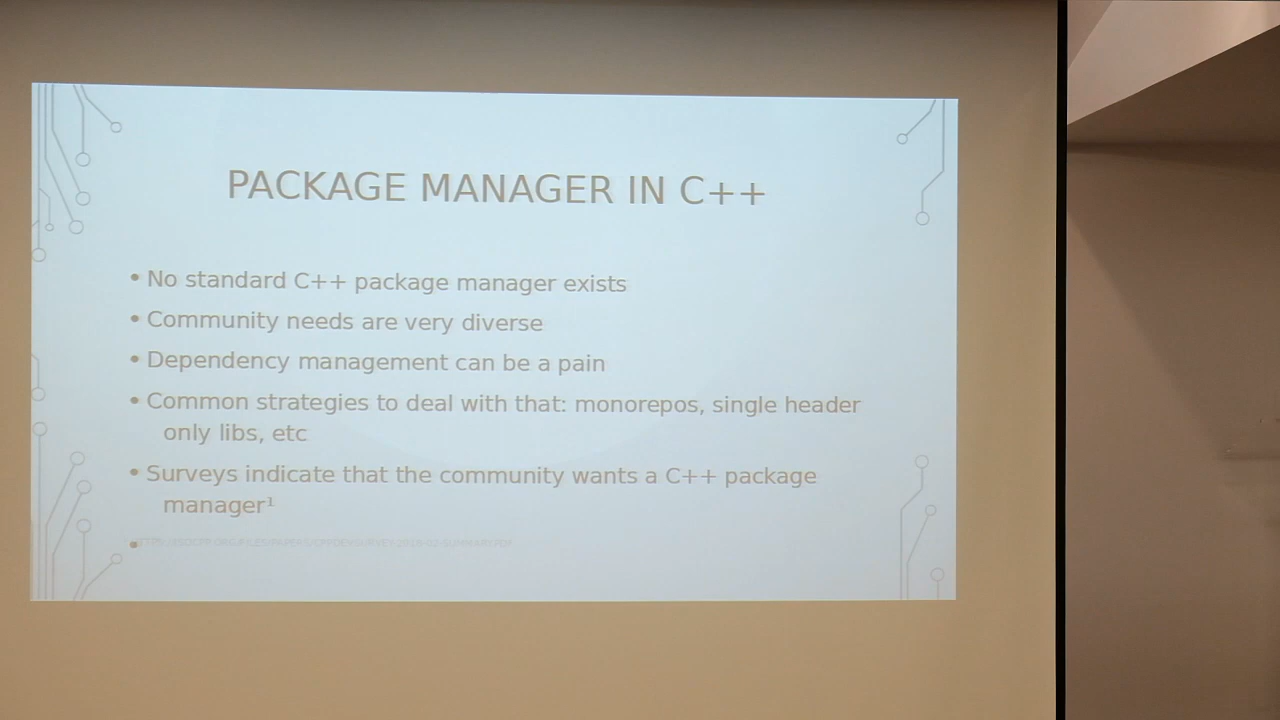 PACKAGE MANAGER IN C++
• No standard C++ package manager exists
• Community needs are very diverse
• Dependency management can be a pain
• Common strategies to deal with that: monorepos, single header
only libs, etc
• Surveys indicate that the community wants a C++ package
manager¹
•